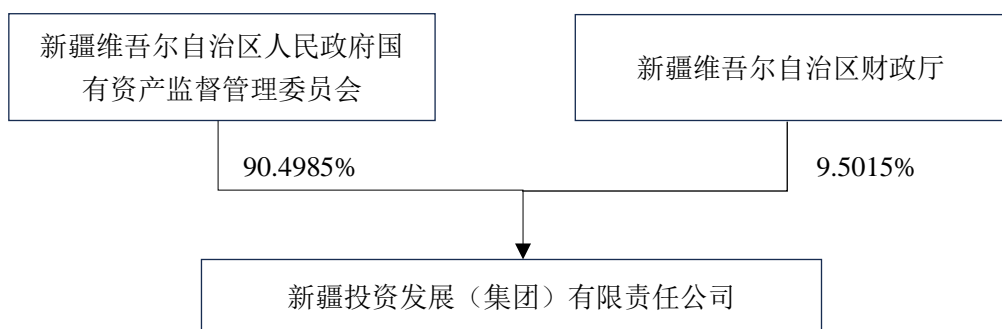 新疆维吾尔自治区人民政府国
有资产监督管理委员会
新疆维吾尔自治区财政厅
90.4985%
9.5015%
新疆投资发展（集团）有限责任公司